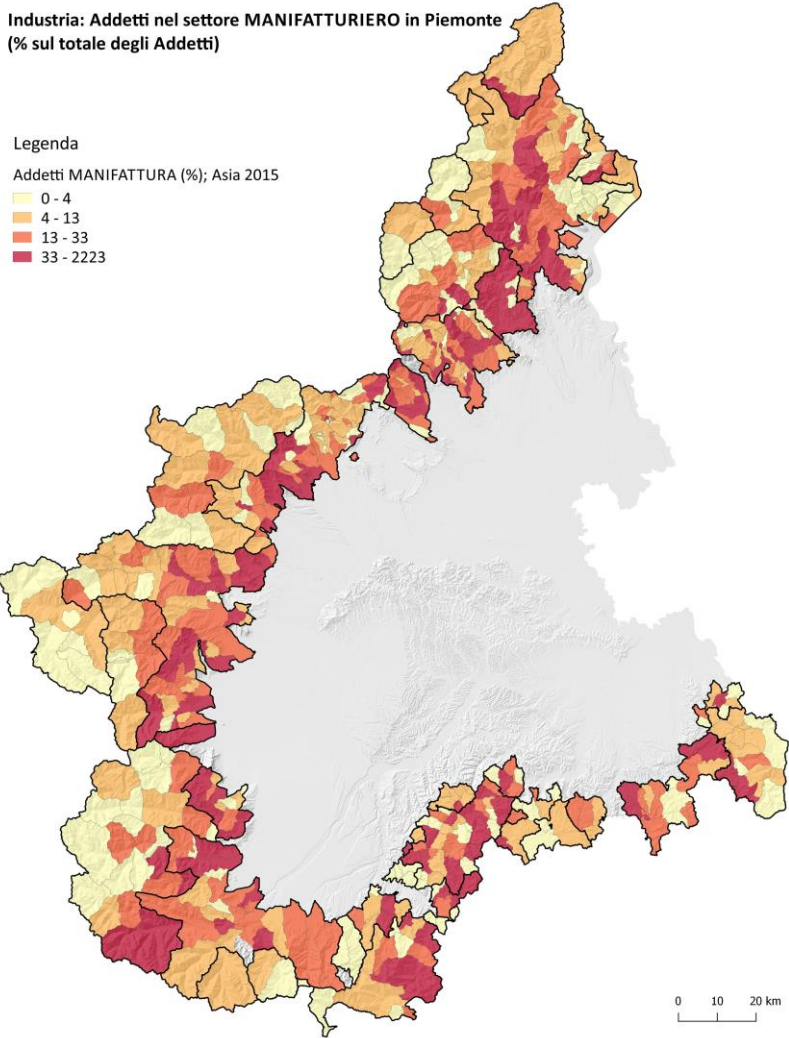 Industria: Addetti nel settore MANIFATTURIERO in Piemonte
(% sul totale degli Addetti)
Legenda
Addetti MANIFATTURA (%); Asia 2015
0 - 4
4 - 13
13 - 33
33 - 2223
0 10 20 km